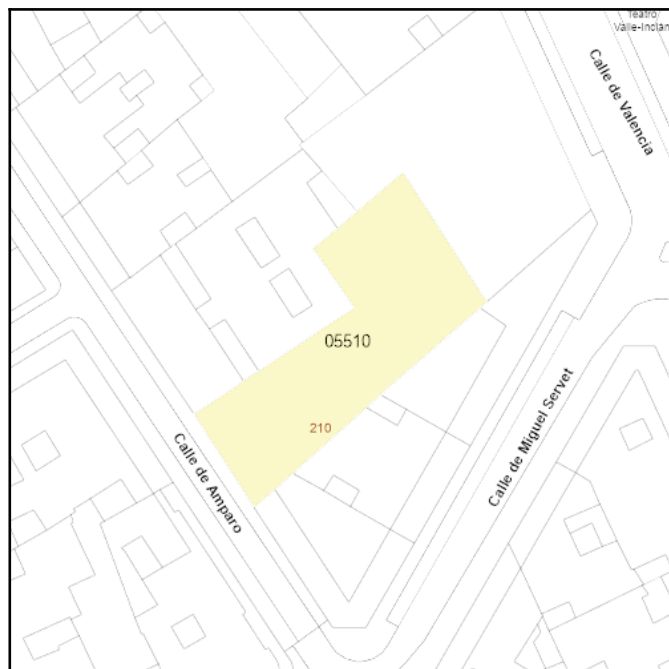 Teatro
Valle-Inclán
Calle de Valencia
05510
210
Calle de Amparo
Calle de Miguel Servet